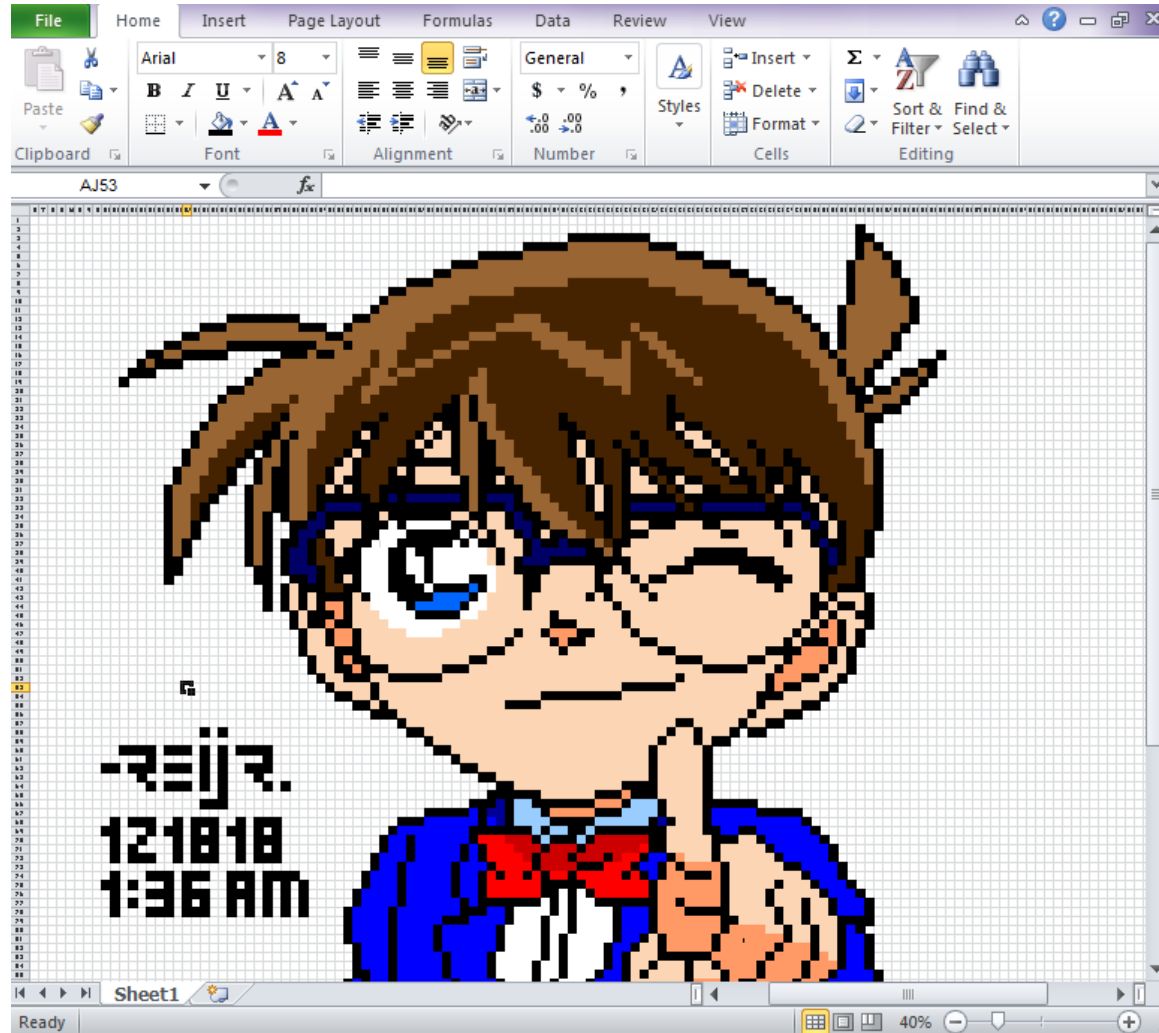 File Home Insert Page Layout Formulas Data Review View
Arial 8 General
B I U A A $ % , Styles Insert Σ
Delete
Paste Format Sort & Filter Find & Select
Clipboard Font Alignment Number Cells Editing
AJ53 fx
-REIJR.
121818
1:36 AM
Sheet1
Ready 40%